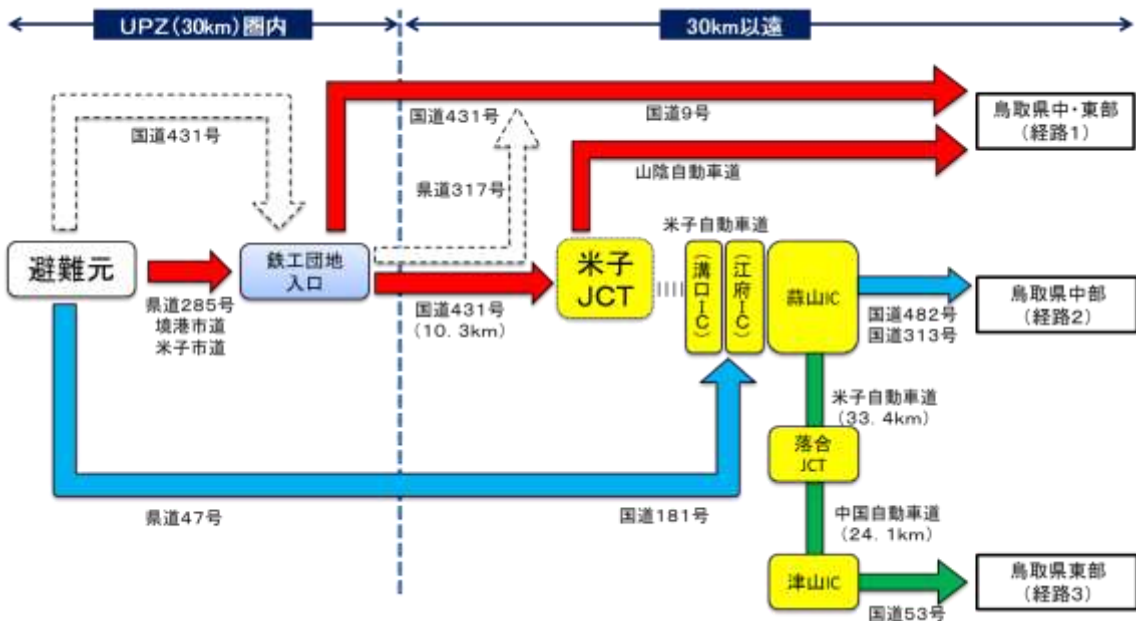 UPZ(30km)圏内
30km以遠
国道431号
国道431号
国道9号
鳥取県中・東部
(経路1)
県道317号
山陰自動車道
米子自動車道
避難元
鉄工団地
入口
米子
JCT
(溝口IC)
(江府IC)
蒜山IC
県道285号
境港市道
米子市道
国道431号
(10.3km)
国道482号
国道313号
鳥取県中部
(経路2)
米子自動車道
(33.4km)
落合
JCT
県道47号
国道181号
中国自動車道
(24.1km)
津山IC
国道53号
鳥取県東部
(経路3)